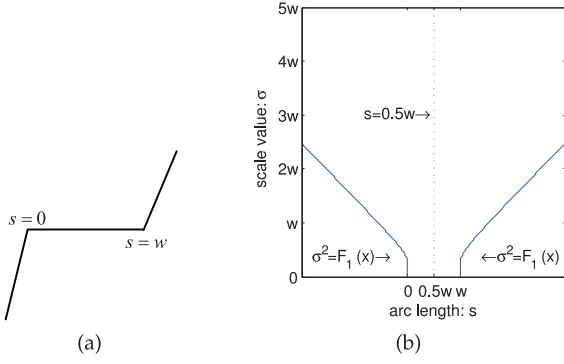 s = 0
s = w
(a)
5w
4w
3w
2w
w
0
scale value: σ
s=0.5w→
σ²=F₁(x)→
←σ²=F₁(x)
0 0.5w w
arc length: s
(b)